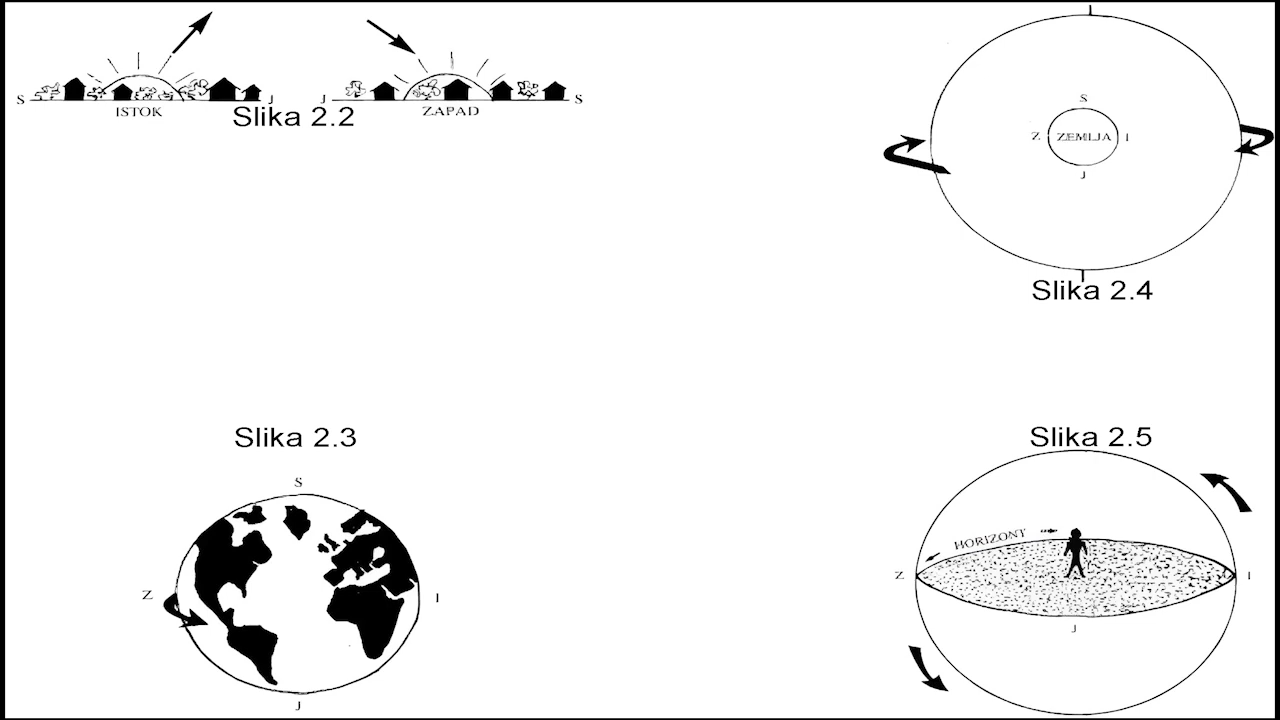 S
J
ISTOK
J
S
ZAPAD
Slika 2.2
S
Z
ZEMLJA
I
J
Slika 2.4
Slika 2.3
S
Z
I
J
Slika 2.5
HORIZONT
Z
I
J